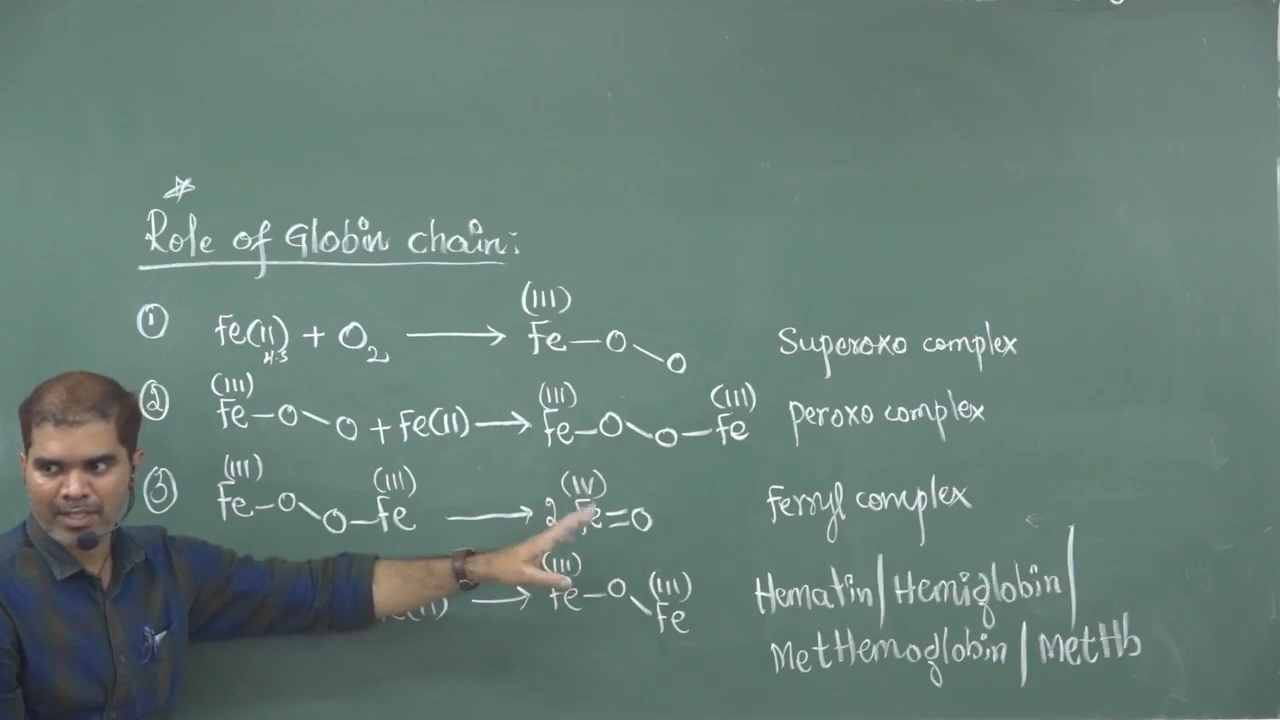 Role of Globin chain:
(III)
① Fe(II) + O2 → Fe–O–O Superoxo complex
H.S
(III) (III) (III)
② Fe–O–O + Fe(II) → Fe–O–O–Fe peroxo complex
(III) (III) (IV)
③ Fe–O–O–Fe → 2 Fe=O Ferryl complex
(III) (III)
(II) → Fe–O–Fe Hematin/Hemiglobin/
MetHemoglobin/MetHb